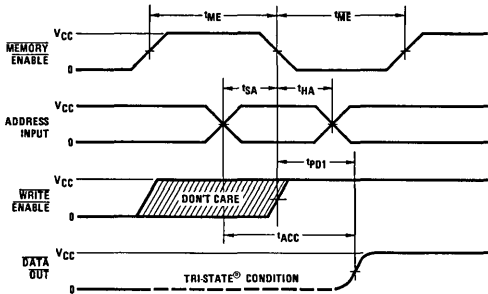 tME
tME
VCC
MEMORY
ENABLE
0
tSA
tHA
VCC
ADDRESS
INPUT
0
tPD1
VCC
WRITE
ENABLE
DON'T CARE
0
tACC
VCC
DATA
OUT
TRI-STATE® CONDITION
0